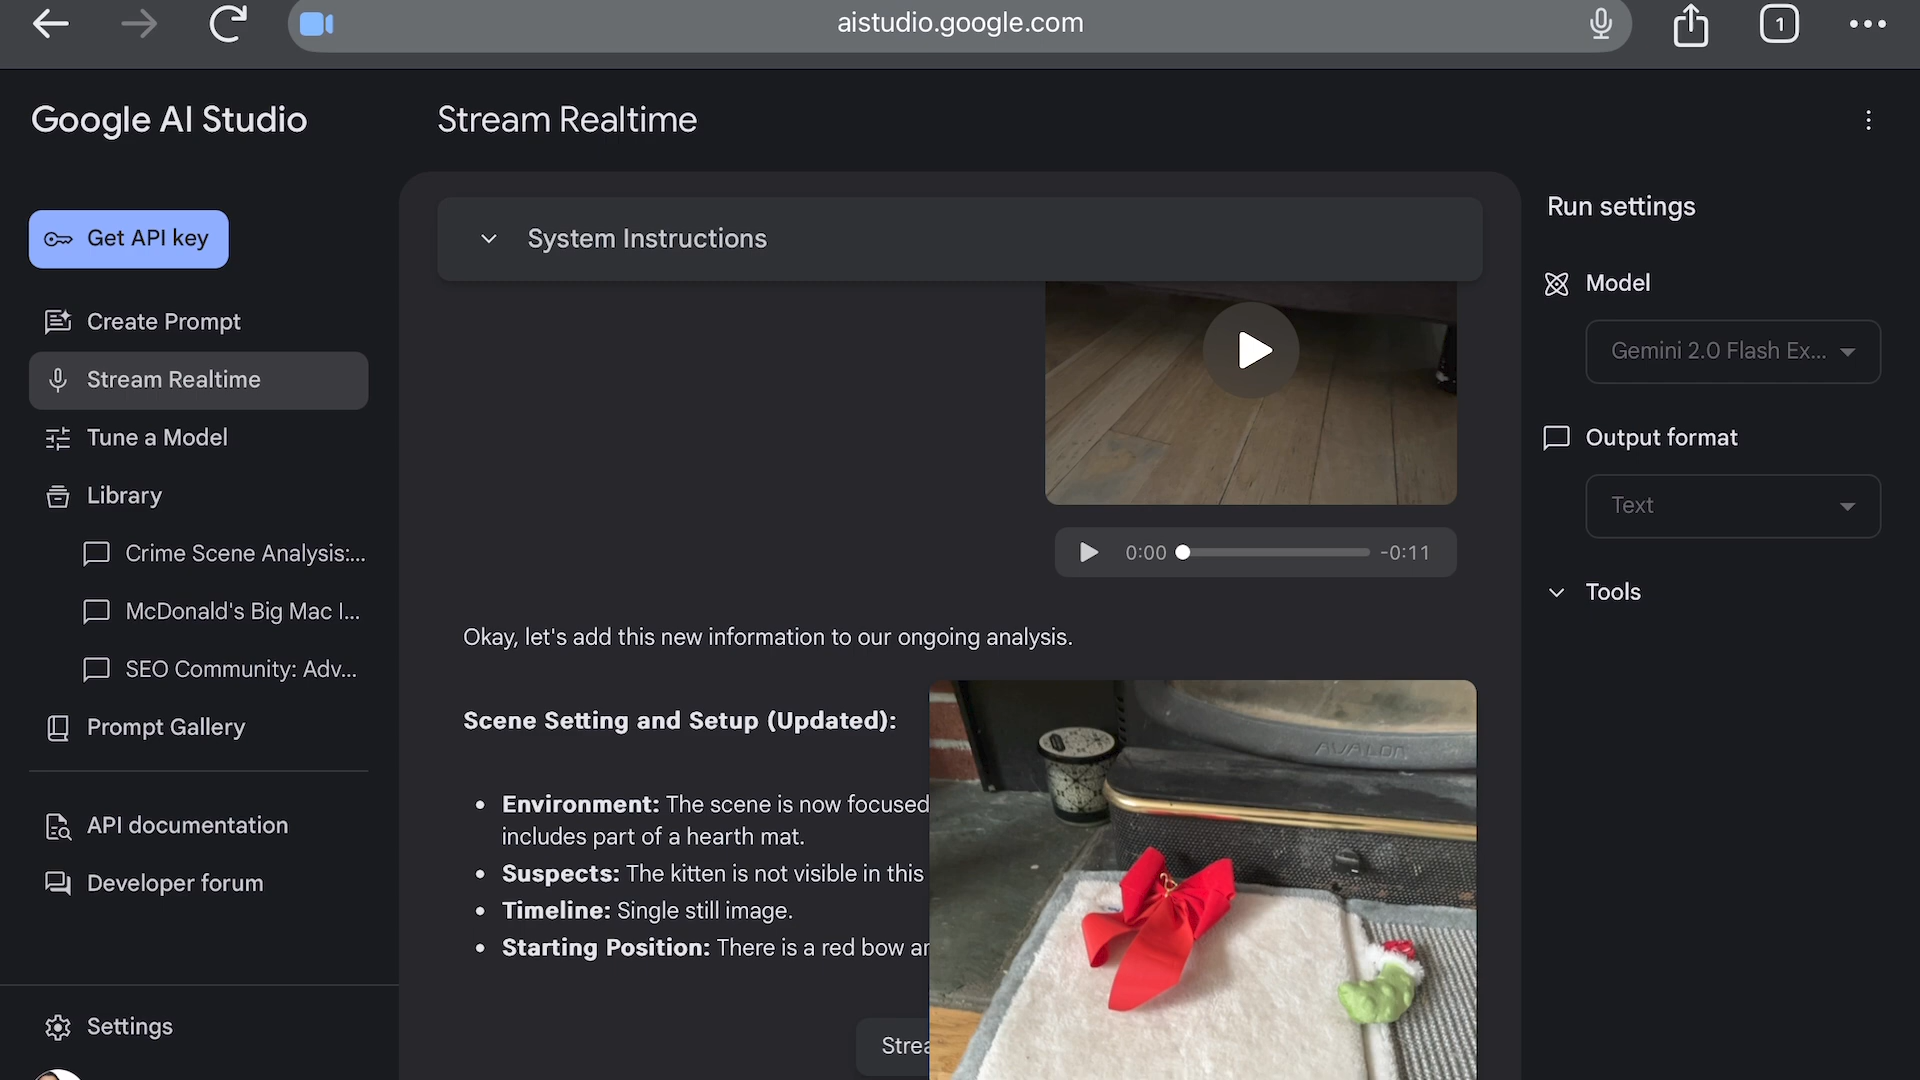 aistudio.google.com
1
Google AI Studio
Stream Realtime
Get API key
Create Prompt
Stream Realtime
Tune a Model
Library
Crime Scene Analysis:...
McDonald's Big Mac I...
SEO Community: Adv...
Prompt Gallery
API documentation
Developer forum
Settings
System Instructions
0:00
-0:11
Okay, let's add this new information to our ongoing analysis.
Scene Setting and Setup (Updated):
• Environment: The scene is now focused
includes part of a hearth mat.
• Suspects: The kitten is not visible in this
• Timeline: Single still image.
• Starting Position: There is a red bow
AVALON
Run settings
Model
Gemini 2.0 Flash Ex...
Output format
Text
Tools